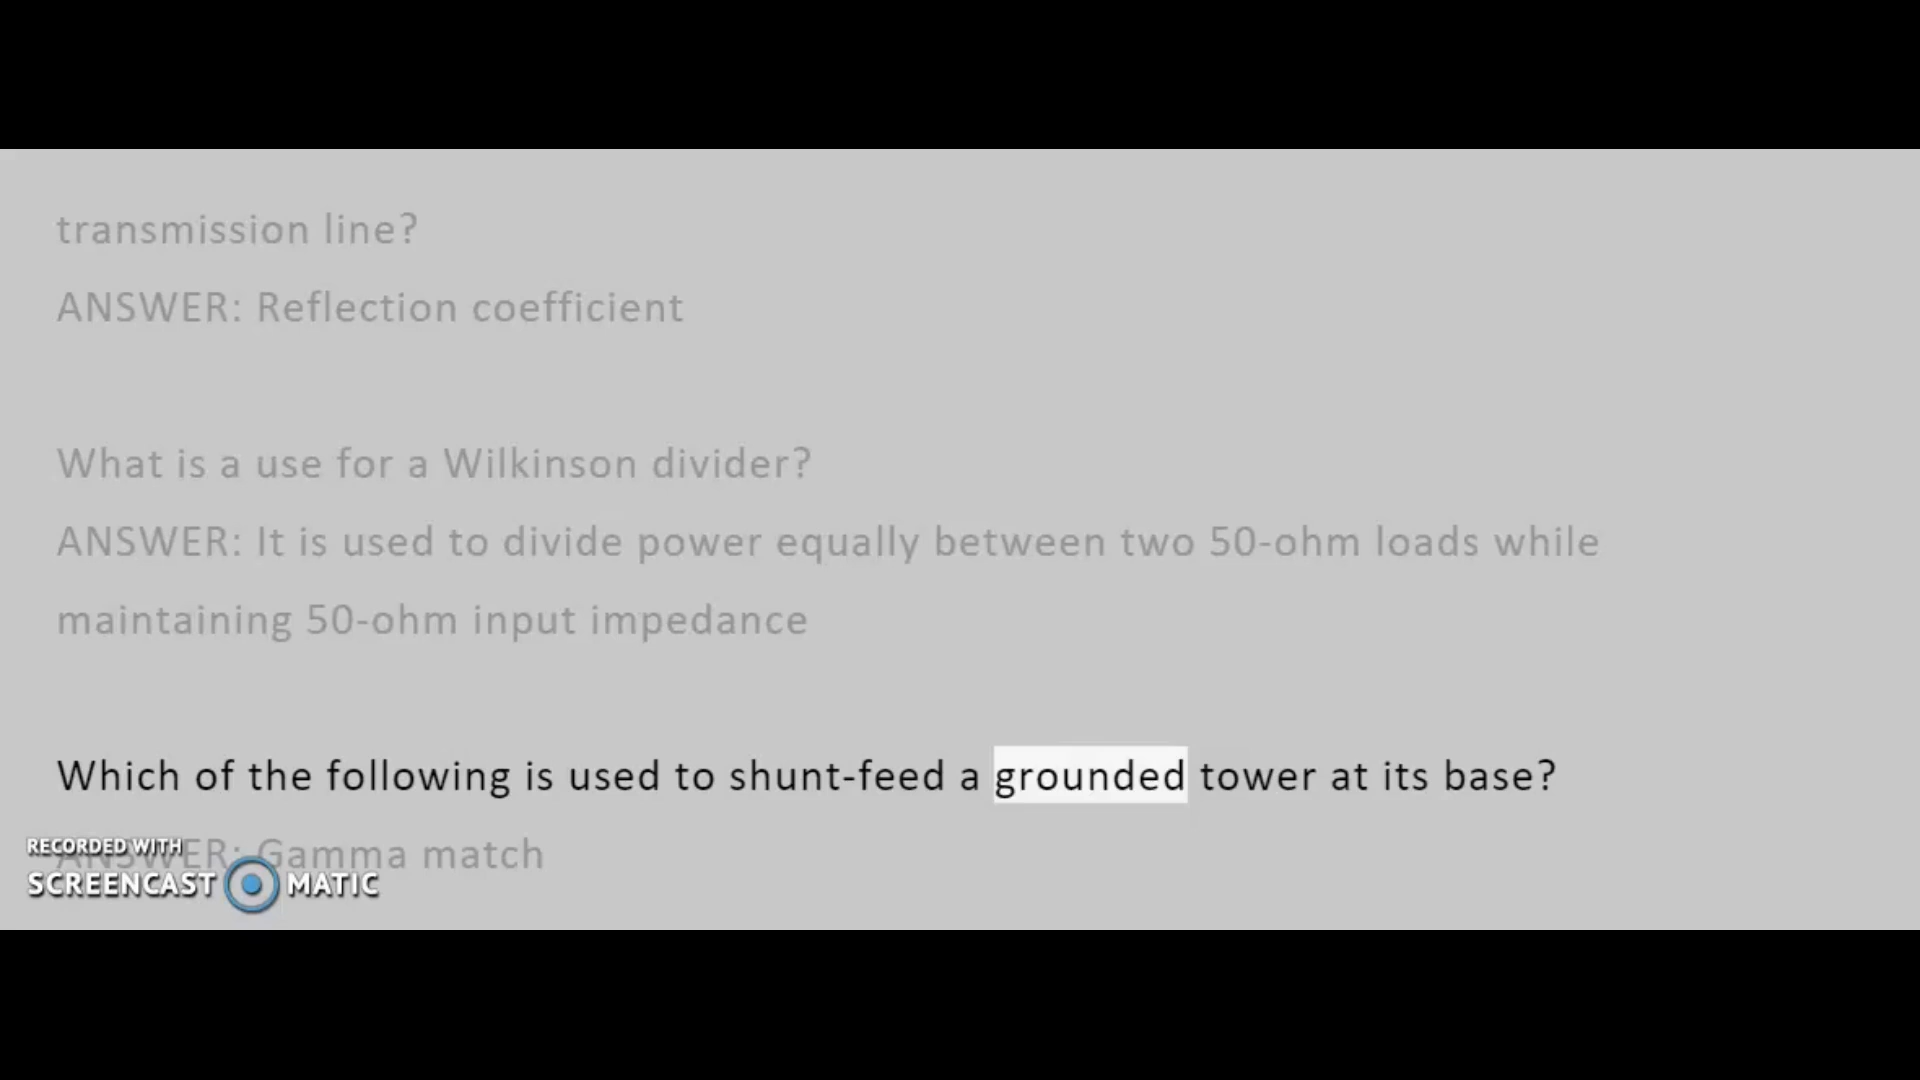 transmission line?
ANSWER: Reflection coefficient
What is a use for a Wilkinson divider?
ANSWER: It is used to divide power equally between two 50-ohm loads while
maintaining 50-ohm input impedance
Which of the following is used to shunt-feed a grounded tower at its base?
ANSWER: Gamma match
RECORDED WITH
SCREENCAST MATIC